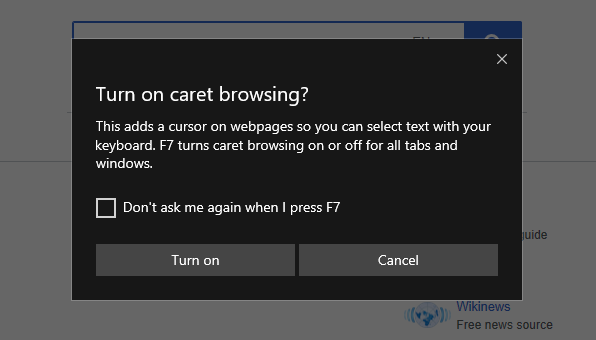 EN
Turn on caret browsing?
This adds a cursor on webpages so you can select text with your
keyboard. F7 turns caret browsing on or off for all tabs and
windows.
Don't ask me again when I press F7
Turn on
Cancel
guide
Wikinews
Free news source